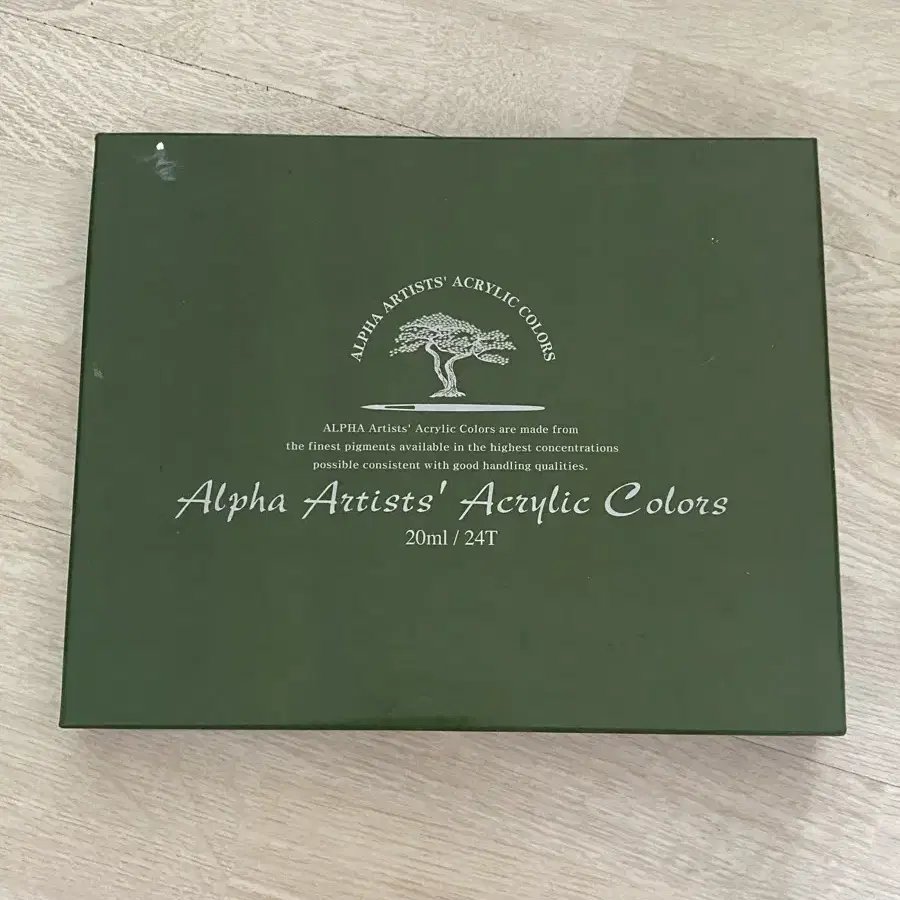 ALPHA ARTISTS' ACRYLIC COLORS
ALPHA Artists' Acrylic Colors are made from
the finest pigments available in the highest concentrations
possible consistent with good handling qualities.
Alpha Artists' Acrylic Colors
20ml / 24T